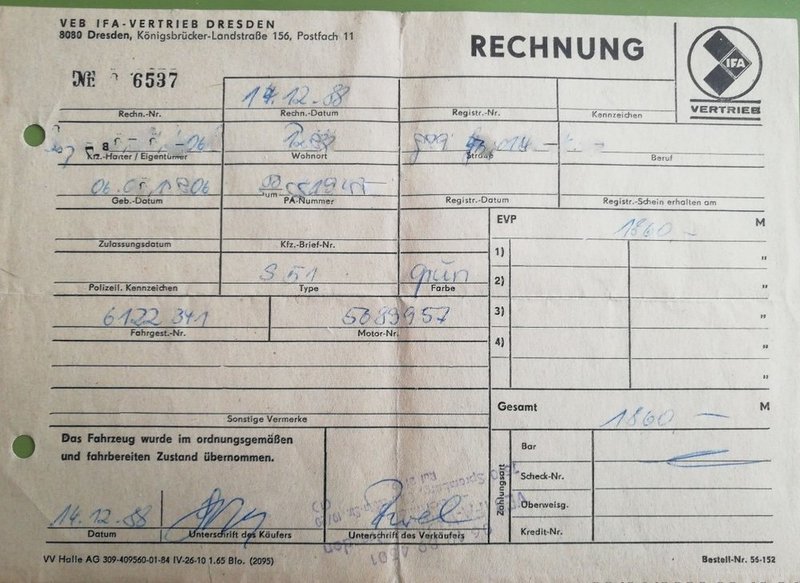 VEB IFA-VERTRIEB DRESDEN
8080 Dresden, Königsbrücker-Landstraße 156, Postfach 11
RECHNUNG
IFA
VERTRIEB
6537
14.12.88
Rechn.-Nr. Rechn.-Datum Registr.-Nr. Kennzeichen
Kfz.-Halter / Eigentümer Wohnort Straße Beruf
Geb.-Datum PA-Nummer Registr.-Datum Registr.-Schein erhalten am
EVP 1860,- M
Zulassungsdatum Kfz.-Brief-Nr.
1) "
S 51 grün
Polizeil. Kennzeichen Type Farbe
2) "
6122 341 5689957
Fahrgest.-Nr. Motor-Nr.
3) "
4) "
"
Gesamt 1860,- M
Sonstige Vermerke
Das Fahrzeug wurde im ordnungsgemäßen
und fahrbereiten Zustand übernommen.
Zahlungsart
Bar
Scheck-Nr.
Überweisg.
Kredit-Nr.
14.12.88
Datum Unterschrift des Käufers Unterschrift des Verkäufers
VV Halle AG 309-409560-01-84 IV-26-10 1.65 Blo. (2095) Bestell-Nr. 56-152